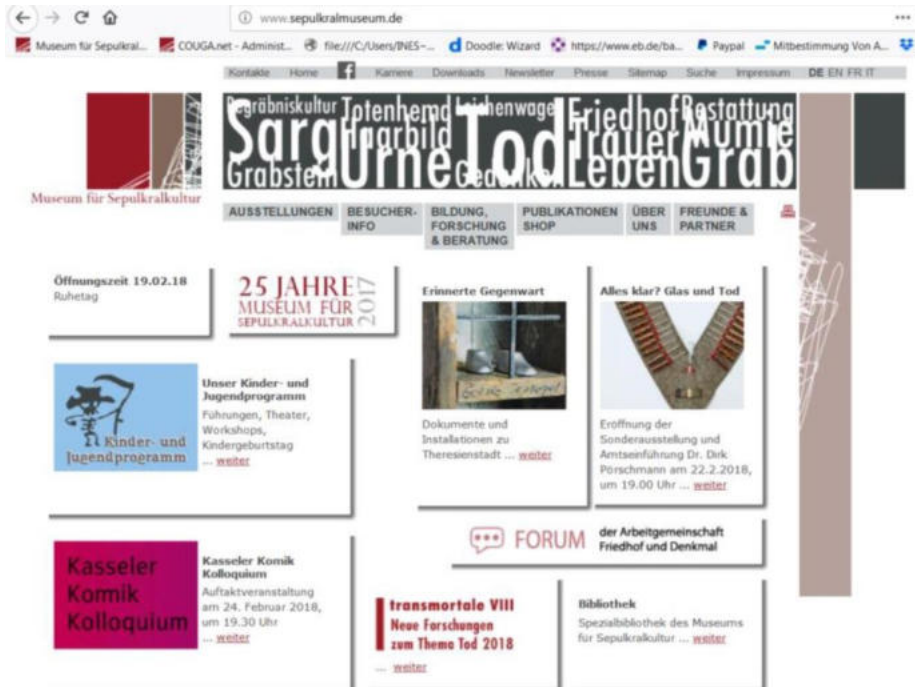 www.sepulkralmuseum.de
Museum für Sepulkral... COUGA.net - Administ... file:///C:/Users/INES-... Doodle: Wizard https://www.eb.de/ba... Paypal Mitbestimmung Von A...
Kontakte Home Karriere Downloads Newsletter Presse Sitemap Suche Impressum DE EN FR IT
Begräbniskultur Totenhemd Leichenwagen Friedhof Bestattung
Sarg Haarbild Urne Tod Trauer Mumie
Grabstein Gedenken Leben Grab
Museum für Sepulkralkultur
AUSSTELLUNGEN BESUCHER- BILDUNG, PUBLIKATIONEN ÜBER FREUNDE &
INFO FORSCHUNG SHOP UNS PARTNER
& BERATUNG
Öffnungszeit 19.02.18
Ruhetag
25 JAHRE
MUSEUM FÜR
SEPULKRALKULTUR
2017
Erinnerte Gegenwart
Dokumente und
Installationen zu
Theresienstadt ... weiter
Alles klar? Glas und Tod
Eröffnung der
Sonderausstellung und
Amtseinführung Dr. Dirk
Pörschmann am 22.2.2018,
um 19.00 Uhr ... weiter
Kinder- und
Jugendprogramm
Unser Kinder- und
Jugendprogramm
Führungen, Theater,
Workshops,
Kindergeburtstag
... weiter
FORUM
der Arbeitgemeinschaft
Friedhof und Denkmal
Kasseler
Komik
Kolloquium
Kasseler Komik
Kolloquium
Auftaktveranstaltung
am 24. Februar 2018,
um 19.30 Uhr
... weiter
transmortale VIII
Neue Forschungen
zum Thema Tod 2018
... weiter
Bibliothek
Spezialbibliothek des Museums
für Sepulkralkultur ... weiter